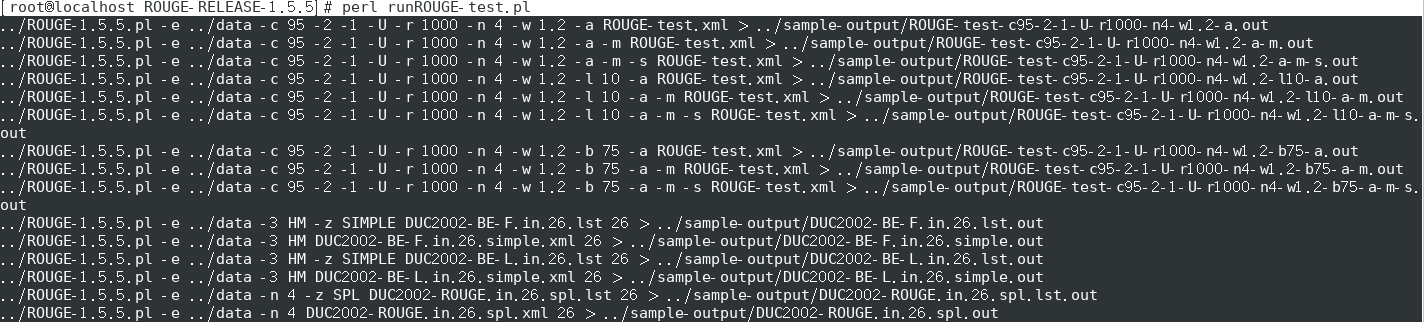 [root@localhost ROUGE-RELEASE-1.5.5]# perl runROUGE-test.pl
../ROUGE-1.5.5.pl -e ../data -c 95 -2 -1 -U -r 1000 -n 4 -w 1.2 -a ROUGE-test.xml > ../sample-output/ROUGE-test-c95-2-1-U-r1000-n4-w1.2-a.out
../ROUGE-1.5.5.pl -e ../data -c 95 -2 -1 -U -r 1000 -n 4 -w 1.2 -a -m ROUGE-test.xml > ../sample-output/ROUGE-test-c95-2-1-U-r1000-n4-w1.2-a-m.out
../ROUGE-1.5.5.pl -e ../data -c 95 -2 -1 -U -r 1000 -n 4 -w 1.2 -a -m -s ROUGE-test.xml > ../sample-output/ROUGE-test-c95-2-1-U-r1000-n4-w1.2-a-m-s.out
../ROUGE-1.5.5.pl -e ../data -c 95 -2 -1 -U -r 1000 -n 4 -w 1.2 -l 10 -a ROUGE-test.xml > ../sample-output/ROUGE-test-c95-2-1-U-r1000-n4-w1.2-l10-a.out
../ROUGE-1.5.5.pl -e ../data -c 95 -2 -1 -U -r 1000 -n 4 -w 1.2 -l 10 -a -m ROUGE-test.xml > ../sample-output/ROUGE-test-c95-2-1-U-r1000-n4-w1.2-l10-a-m.out
../ROUGE-1.5.5.pl -e ../data -c 95 -2 -1 -U -r 1000 -n 4 -w 1.2 -l 10 -a -m -s ROUGE-test.xml > ../sample-output/ROUGE-test-c95-2-1-U-r1000-n4-w1.2-l10-a-m-s.
out
../ROUGE-1.5.5.pl -e ../data -c 95 -2 -1 -U -r 1000 -n 4 -w 1.2 -b 75 -a ROUGE-test.xml > ../sample-output/ROUGE-test-c95-2-1-U-r1000-n4-w1.2-b75-a.out
../ROUGE-1.5.5.pl -e ../data -c 95 -2 -1 -U -r 1000 -n 4 -w 1.2 -b 75 -a -m ROUGE-test.xml > ../sample-output/ROUGE-test-c95-2-1-U-r1000-n4-w1.2-b75-a-m.out
../ROUGE-1.5.5.pl -e ../data -c 95 -2 -1 -U -r 1000 -n 4 -w 1.2 -b 75 -a -m -s ROUGE-test.xml > ../sample-output/ROUGE-test-c95-2-1-U-r1000-n4-w1.2-b75-a-m-s.
out
../ROUGE-1.5.5.pl -e ../data -3 HM -z SIMPLE DUC2002-BE-F.in.26.lst 26 > ../sample-output/DUC2002-BE-F.in.26.lst.out
../ROUGE-1.5.5.pl -e ../data -3 HM DUC2002-BE-F.in.26.simple.xml 26 > ../sample-output/DUC2002-BE-F.in.26.simple.out
../ROUGE-1.5.5.pl -e ../data -3 HM -z SIMPLE DUC2002-BE-L.in.26.lst 26 > ../sample-output/DUC2002-BE-L.in.26.lst.out
../ROUGE-1.5.5.pl -e ../data -3 HM DUC2002-BE-L.in.26.simple.xml 26 > ../sample-output/DUC2002-BE-L.in.26.simple.out
../ROUGE-1.5.5.pl -e ../data -n 4 -z SPL DUC2002-ROUGE.in.26.spl.lst 26 > ../sample-output/DUC2002-ROUGE.in.26.spl.lst.out
../ROUGE-1.5.5.pl -e ../data -n 4 DUC2002-ROUGE.in.26.spl.xml 26 > ../sample-output/DUC2002-ROUGE.in.26.spl.out